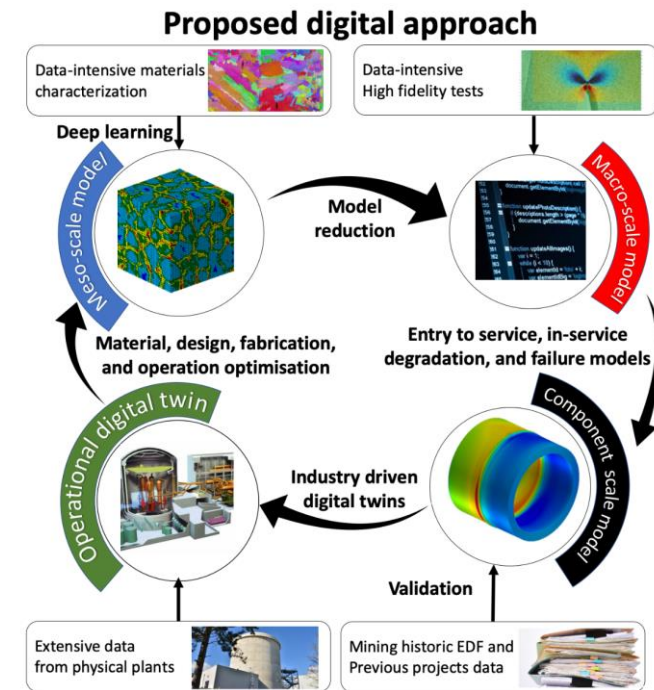 Proposed digital approach
Data-intensive materials
characterization
Data-intensive
High fidelity tests
Deep learning
Meso-scale model
Model
reduction
Macro-scale model
Material, design, fabrication,
and operation optimisation
Entry to service, in-service
degradation, and failure models
Operational digital twin
Industry driven
digital twins
Component scale model
Validation
Extensive data
from physical plants
Mining historic EDF and
Previous projects data